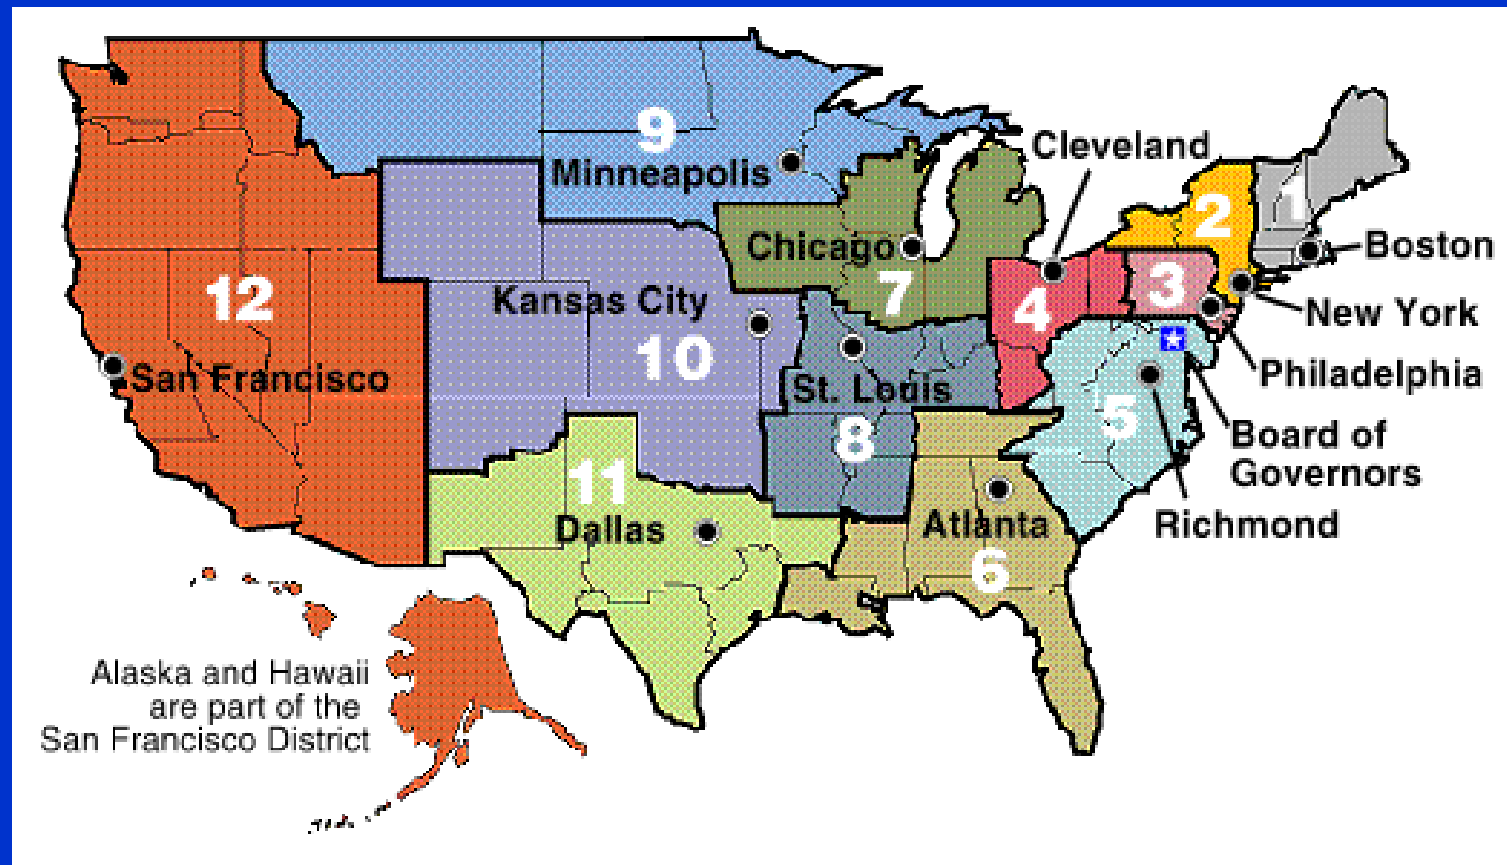 9
Minneapolis
Cleveland
2
1
Chicago
7
Boston
12
Kansas City
4
3
New York
10
San Francisco
St. Louis
Philadelphia
8
5
Board of
Governors
11
Dallas
Atlanta
Richmond
6
Alaska and Hawaii
are part of the
San Francisco District